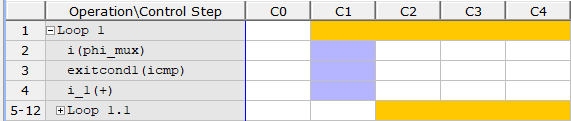 Operation\Control Step C0 C1 C2 C3 C4
1 Loop 1
2 i(phi_mux)
3 exitcond1(icmp)
4 i_1(+)
5-12 Loop 1.1